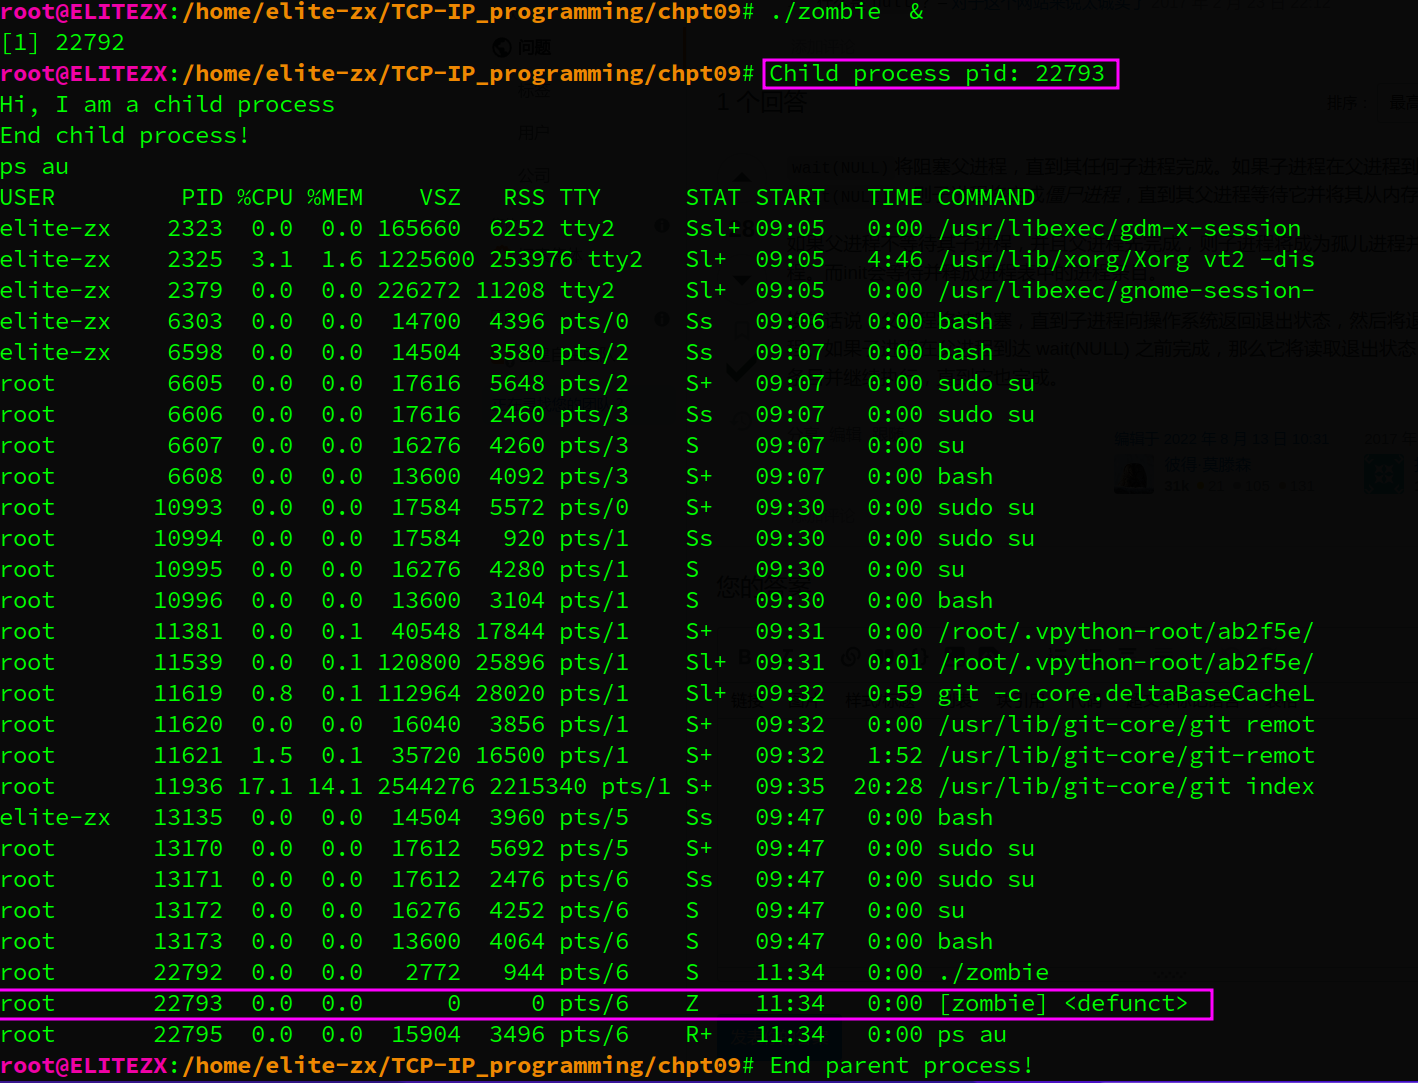 root@ELITEZX:/home/elite-zx/TCP-IP_programming/chpt09# ./zombie  &
[1] 22792
root@ELITEZX:/home/elite-zx/TCP-IP_programming/chpt09# Child process pid: 22793
Hi, I am a child process
End child process!
ps au
USER         PID %CPU %MEM    VSZ   RSS TTY      STAT START   TIME COMMAND
elite-zx    2323  0.0  0.0 165660  6252 tty2     Ssl+ 09:05   0:00 /usr/libexec/gdm-x-session
elite-zx    2325  3.1  1.6 1225600 253976 tty2   Sl+  09:05   4:46 /usr/lib/xorg/Xorg vt2 -dis
elite-zx    2379  0.0  0.0 226272 11208 tty2     Sl+  09:05   0:00 /usr/libexec/gnome-session-
elite-zx    6303  0.0  0.0  14700  4396 pts/0    Ss   09:06   0:00 bash
elite-zx    6598  0.0  0.0  14504  3580 pts/2    Ss   09:07   0:00 bash
root        6605  0.0  0.0  17616  5648 pts/2    S+   09:07   0:00 sudo su
root        6606  0.0  0.0  17616  2460 pts/3    Ss   09:07   0:00 sudo su
root        6607  0.0  0.0  16276  4260 pts/3    S    09:07   0:00 su
root        6608  0.0  0.0  13600  4092 pts/3    S+   09:07   0:00 bash
root       10993  0.0  0.0  17584  5572 pts/0    S+   09:30   0:00 sudo su
root       10994  0.0  0.0  17584   920 pts/1    Ss   09:30   0:00 sudo su
root       10995  0.0  0.0  16276  4280 pts/1    S    09:30   0:00 su
root       10996  0.0  0.0  13600  3104 pts/1    S    09:30   0:00 bash
root       11381  0.0  0.1  40548 17844 pts/1    S+   09:31   0:00 /root/.vpython-root/ab2f5e/
root       11539  0.0  0.1 120800 25896 pts/1    Sl+  09:31   0:01 /root/.vpython-root/ab2f5e/
root       11619  0.8  0.1 112964 28020 pts/1    Sl+  09:32   0:59 git -c core.deltaBaseCacheL
root       11620  0.0  0.0  16040  3856 pts/1    S+   09:32   0:00 /usr/lib/git-core/git remot
root       11621  1.5  0.1  35720 16500 pts/1    S+   09:32   1:52 /usr/lib/git-core/git-remot
root       11936 17.1 14.1 2544276 2215340 pts/1 S+   09:35  20:28 /usr/lib/git-core/git index
elite-zx   13135  0.0  0.0  14504  3960 pts/5    Ss   09:47   0:00 bash
root       13170  0.0  0.0  17612  5692 pts/5    S+   09:47   0:00 sudo su
root       13171  0.0  0.0  17612  2476 pts/6    Ss   09:47   0:00 sudo su
root       13172  0.0  0.0  16276  4252 pts/6    S    09:47   0:00 su
root       13173  0.0  0.0  13600  4064 pts/6    S    09:47   0:00 bash
root       22792  0.0  0.0   2772   944 pts/6    S    11:34   0:00 ./zombie
root       22793  0.0  0.0      0     0 pts/6    Z    11:34   0:00 [zombie] <defunct>
root       22795  0.0  0.0  15904  3496 pts/6    R+   11:34   0:00 ps au
root@ELITEZX:/home/elite-zx/TCP-IP_programming/chpt09# End parent process!